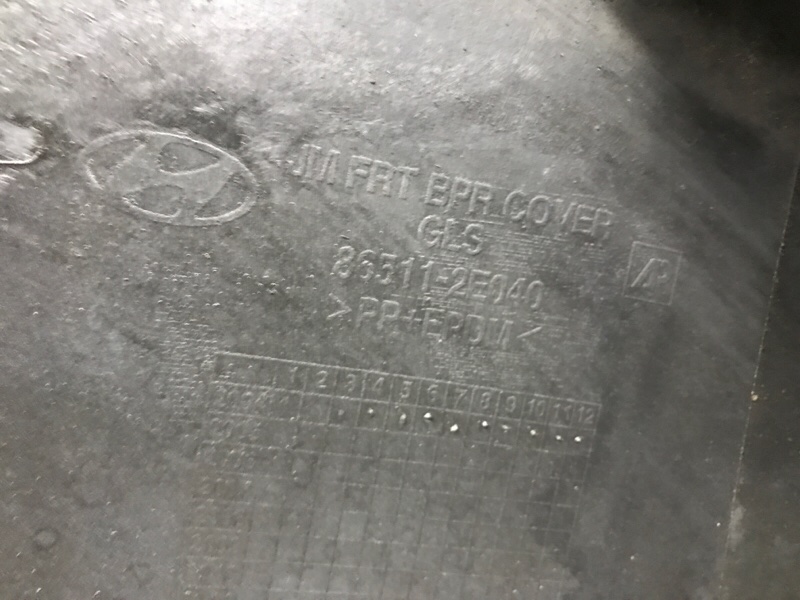 JM FRT BPR COVER
GLS
86511-2E040
>PP+EPDM<
1 2 3 4 5 6 7 8 9 10 11 12